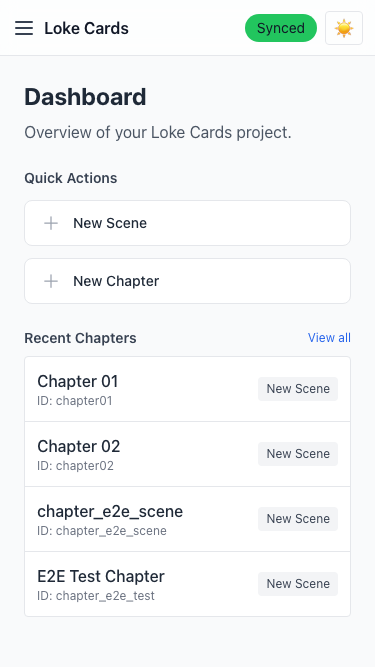 Loke Cards
Synced
Dashboard
Overview of your Loke Cards project.
Quick Actions
New Scene
New Chapter
Recent Chapters
View all
Chapter 01
ID: chapter01
New Scene
Chapter 02
ID: chapter02
New Scene
chapter_e2e_scene
ID: chapter_e2e_scene
New Scene
E2E Test Chapter
ID: chapter_e2e_test
New Scene